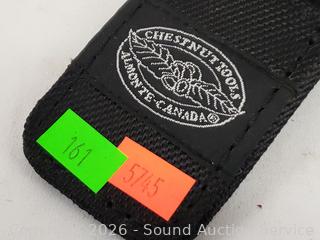 CHESTNUT TOOLS
ALMONTE-CANADA®
161
5745
2026 - Sound Auction Service